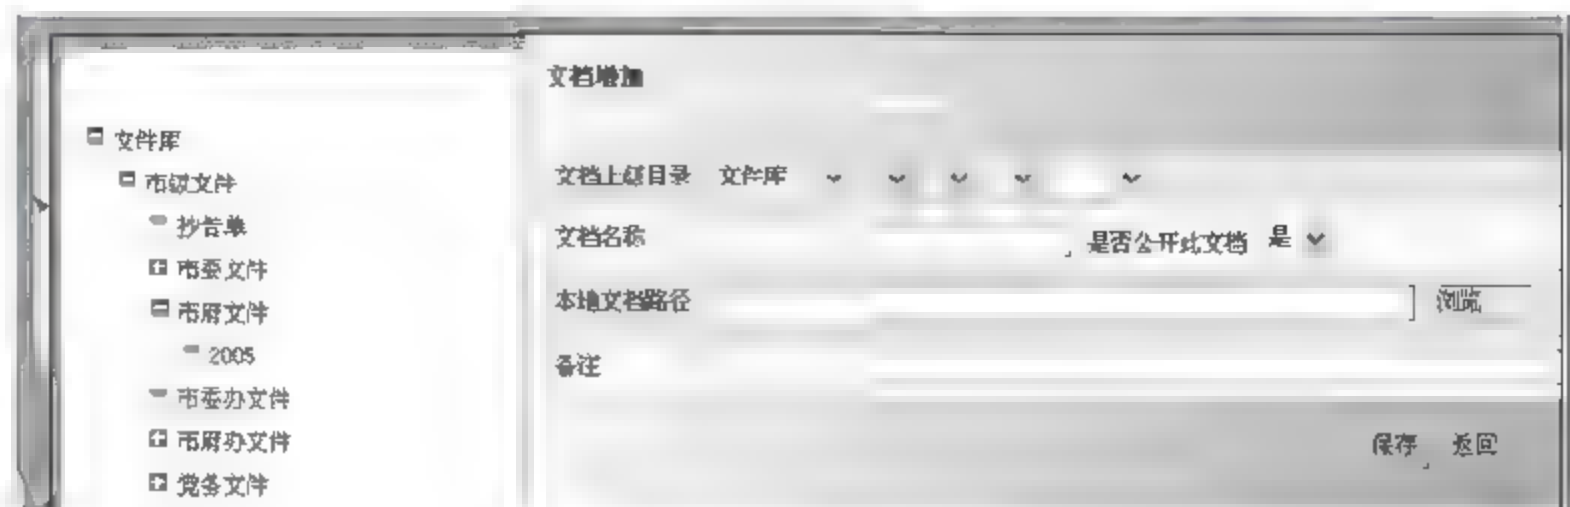 文档增加
文件库
市级文件
抄告单
市委文件
市府文件
2005
市委办文件
市府办文件
党务文件
文档上级目录 文件库
文档名称 是否公开此文档 是
本地文档路径 浏览
备注
保存 返回